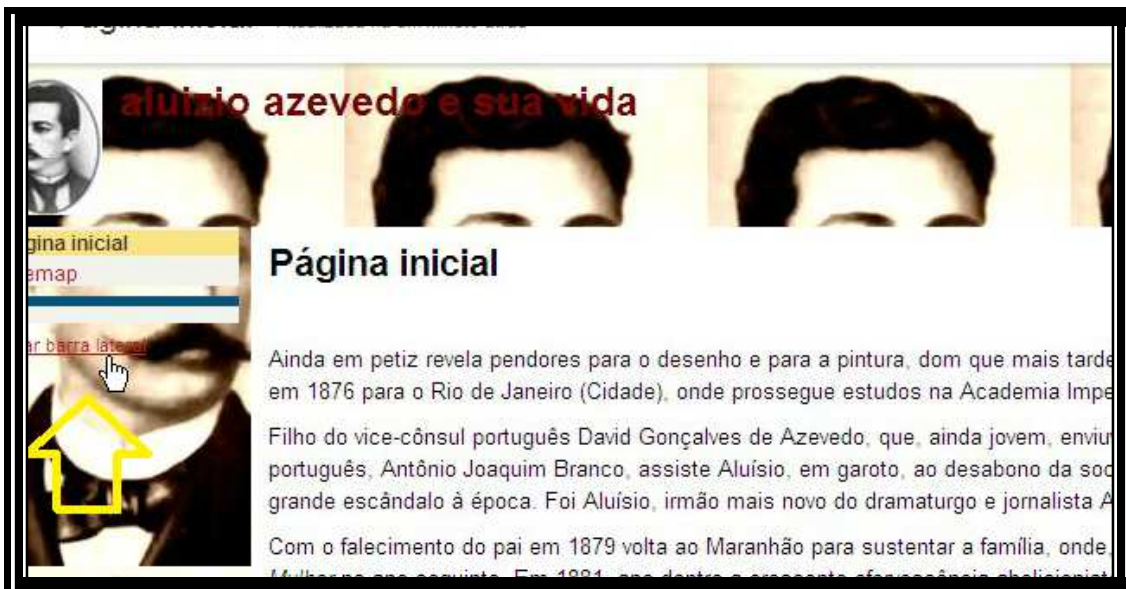 aluizio azevedo e sua vida
gina inicial
emap
ar barra lateral
Página inicial
Ainda em petiz revela pendores para o desenho e para a pintura, dom que mais tarde
em 1876 para o Rio de Janeiro (Cidade), onde prossegue estudos na Academia Impe
Filho do vice-cônsul português David Gonçalves de Azevedo, que, ainda jovem, enviu
português, Antônio Joaquim Branco, assiste Aluísio, em garoto, ao desabono da soc
grande escândalo à época. Foi Aluísio, irmão mais novo do dramaturgo e jornalista A
Com o falecimento do pai em 1879 volta ao Maranhão para sustentar a família, onde,